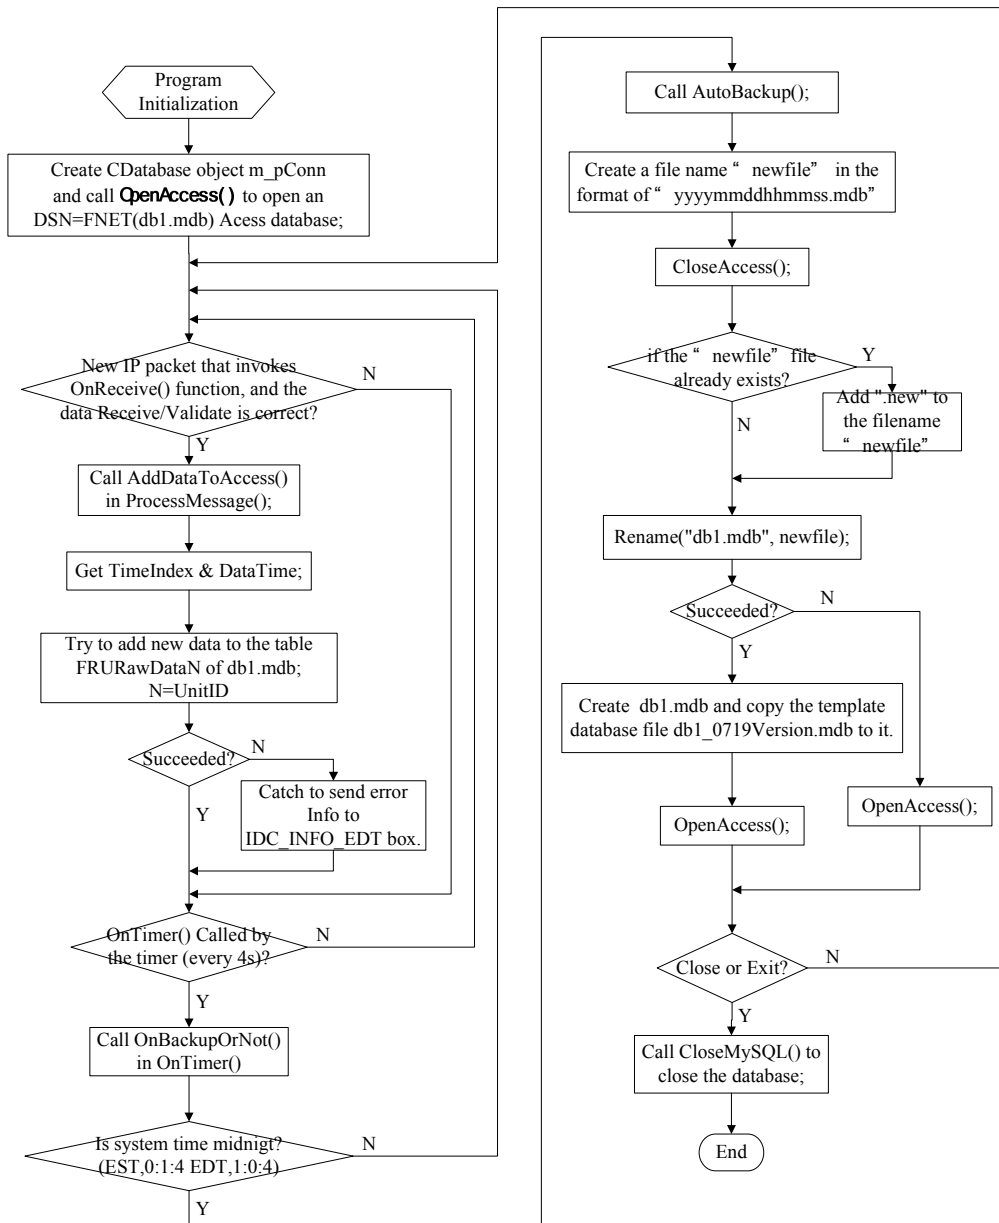 Program
Initialization
Create CDatabase object m_pConn
and call OpenAccess() to open an
DSN=FNET(db1.mdb) Acess database;
New IP packet that invokes
OnReceive() function, and the
data Receive/Validate is correct?
N
Y
Call AddDataToAccess()
in ProcessMessage();
Get TimeIndex & DataTime;
Try to add new data to the table
FRURawDataN of db1.mdb;
N=UnitID
Succeeded?
N
Y
Catch to send error
Info to
IDC_INFO_EDT box.
OnTimer() Called by
the timer (every 4s)?
N
Y
Call OnBackupOrNot()
in OnTimer()
Is system time midnigt?
(EST,0:1:4 EDT,1:0:4)
N
Y
Call AutoBackup();
Create a file name “ newfile” in the
format of “ yyyymmddhhmmss.mdb”
CloseAccess();
if the “ newfile” file
already exists?
Y
N
Add ".new" to
the filename
“ newfile”
Rename("db1.mdb", newfile);
Succeeded?
N
Y
Create db1.mdb and copy the template
database file db1_0719Version.mdb to it.
OpenAccess();
OpenAccess();
Close or Exit?
N
Y
Call CloseMySQL() to
close the database;
End